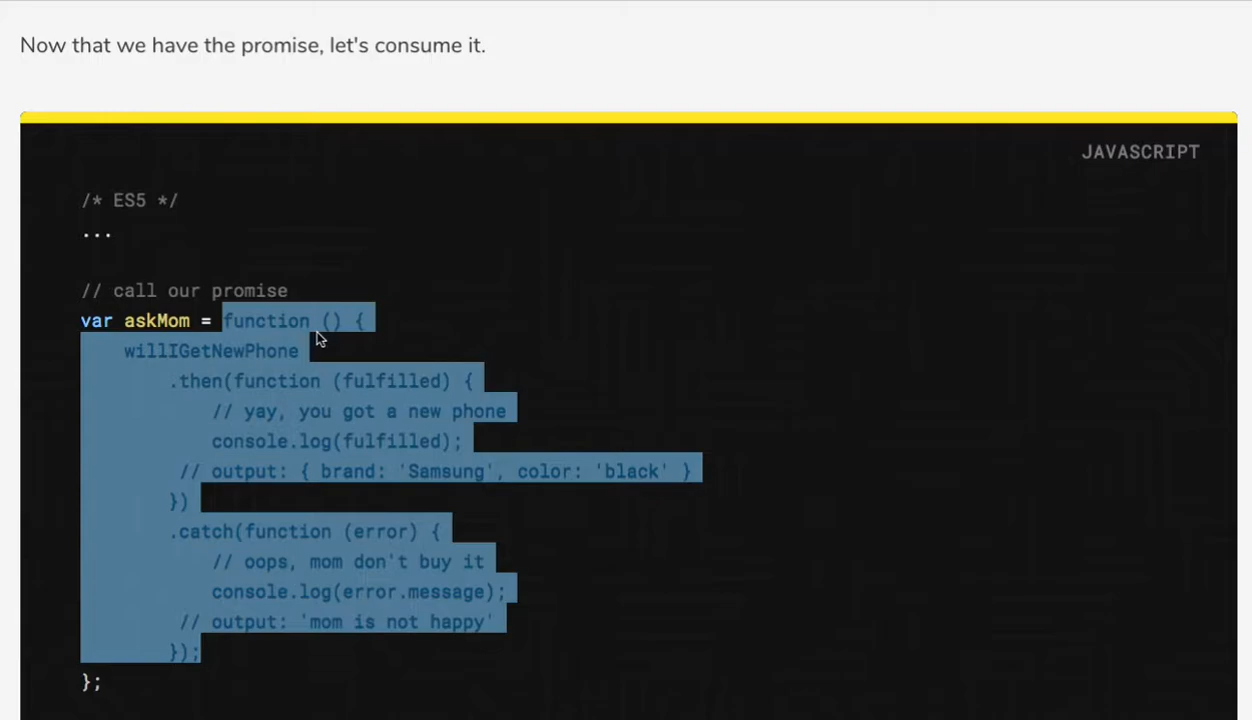 Now that we have the promise, let's consume it.
JAVASCRIPT
/* ES5 */
...
// call our promise
var askMom = function () {
willIGetNewPhone
.then(function (fulfilled) {
// yay, you got a new phone
console.log(fulfilled);
// output: { brand: 'Samsung', color: 'black' }
})
.catch(function (error) {
// oops, mom don't buy it
console.log(error.message);
// output: 'mom is not happy'
});
};